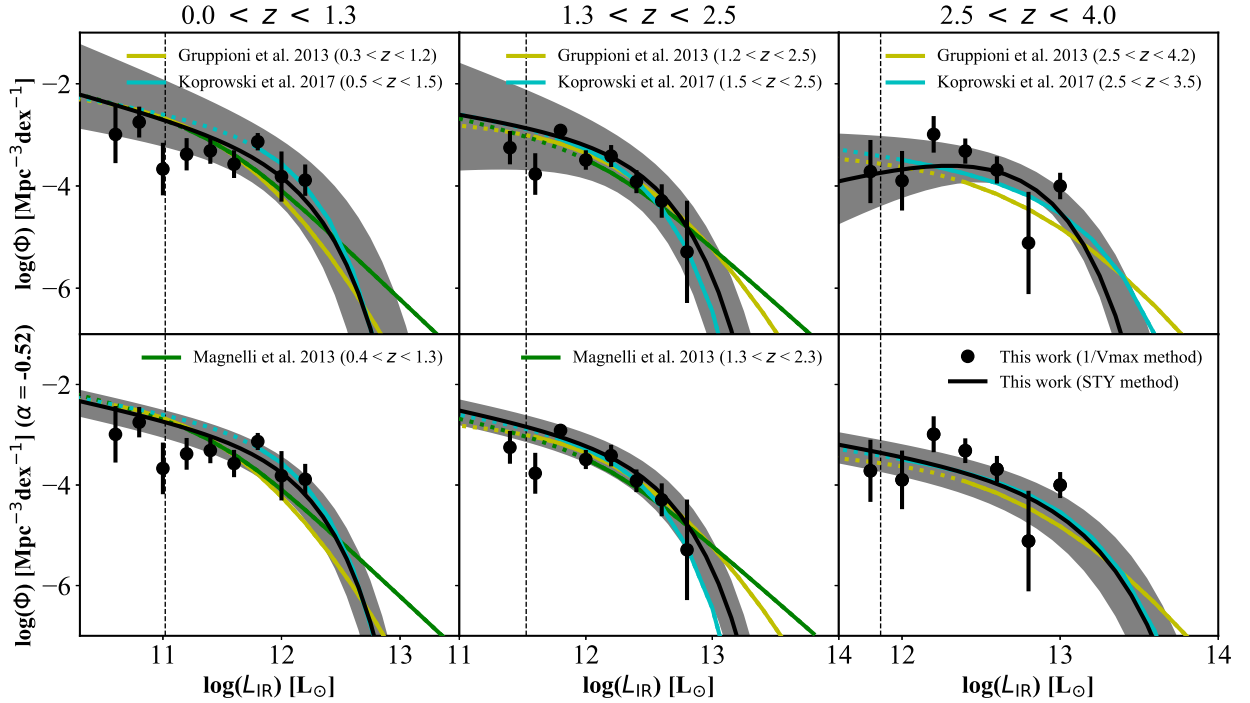 0.0 < z < 1.3
1.3 < z < 2.5
2.5 < z < 4.0
Gruppioni et al. 2013 (0.3 < z < 1.2)
Koprowski et al. 2017 (0.5 < z < 1.5)
Gruppioni et al. 2013 (1.2 < z < 2.5)
Koprowski et al. 2017 (1.5 < z < 2.5)
Gruppioni et al. 2013 (2.5 < z < 4.2)
Koprowski et al. 2017 (2.5 < z < 3.5)
−2
−4
−6
log(Φ) [Mpc⁻³dex⁻¹]
Magnelli et al. 2013 (0.4 < z < 1.3)
Magnelli et al. 2013 (1.3 < z < 2.3)
This work (1/Vmax method)
This work (STY method)
−2
−4
−6
log(Φ) [Mpc⁻³dex⁻¹] (α = -0.52)
11 12 13
11 12 13 14
12 13 14
log(L_IR) [L⊙]
log(L_IR) [L⊙]
log(L_IR) [L⊙]